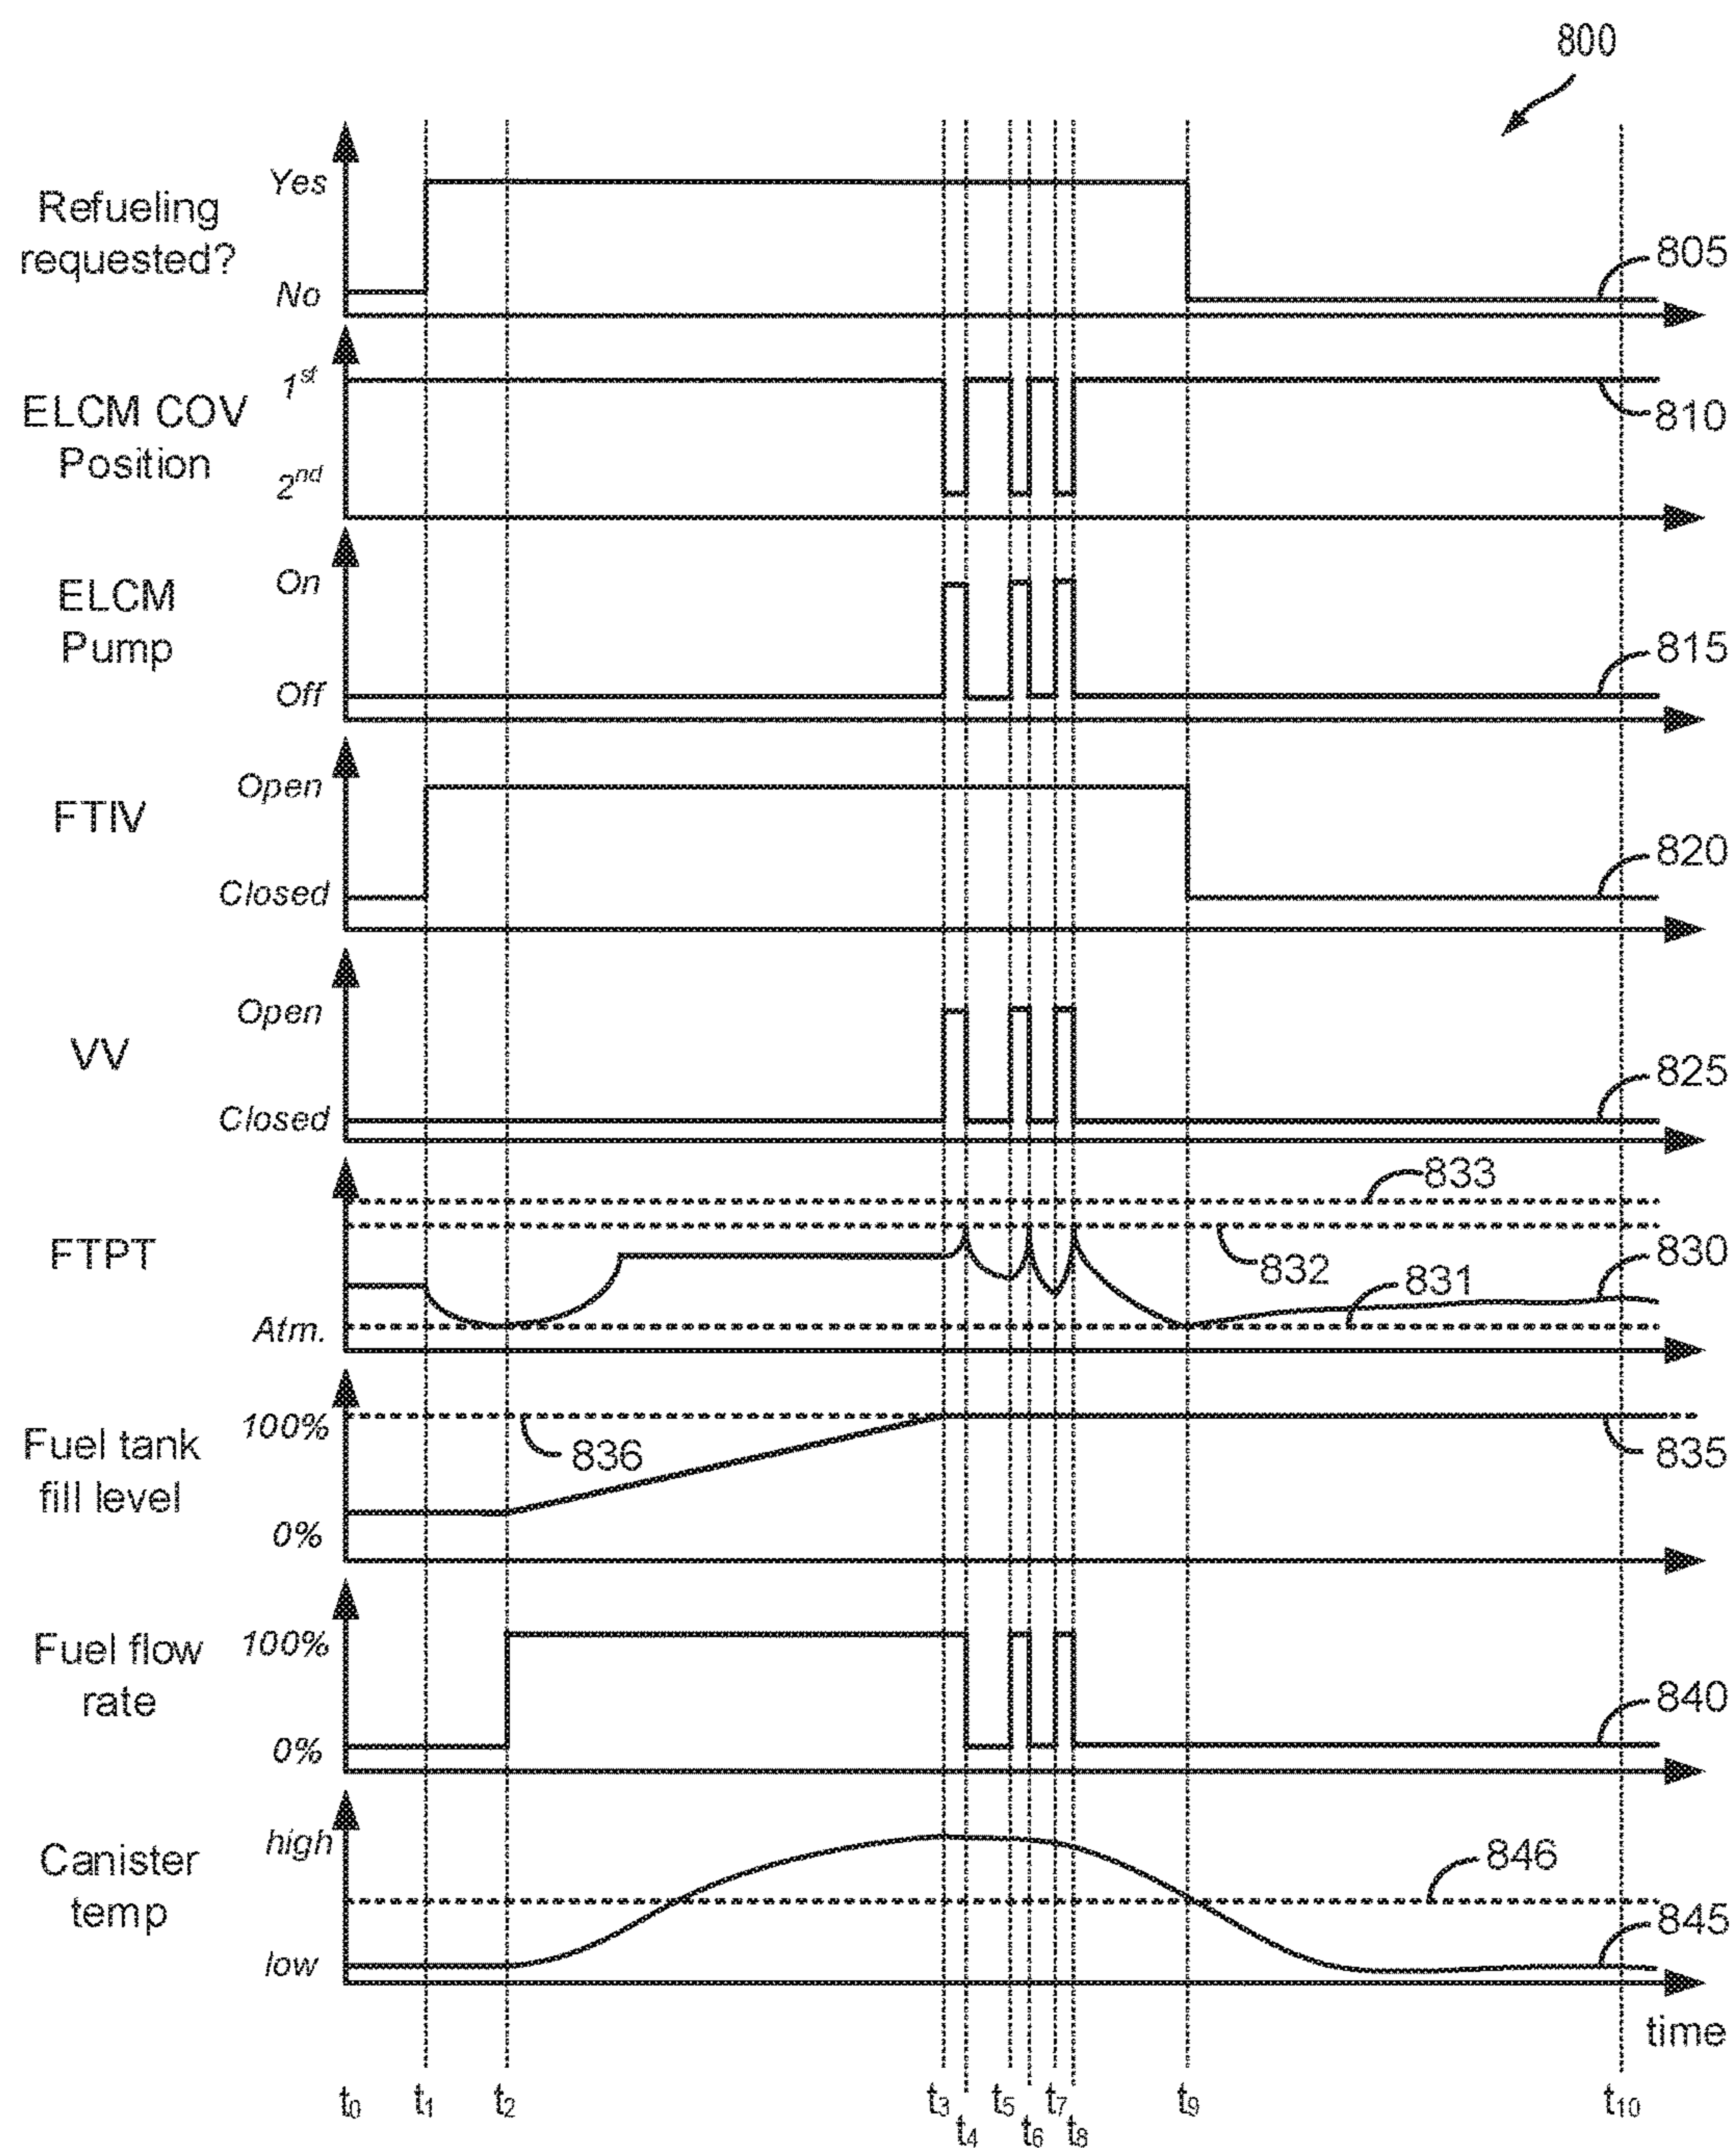 800
Refueling
requested?
Yes
No
805
ELCM COV
Position
1st
2nd
810
ELCM
Pump
On
Off
815
FTIV
Open
Closed
820
VV
Open
Closed
825
FTPT
Atm.
833
832
831
830
Fuel tank
fill level
100%
0%
836
835
Fuel flow
rate
100%
0%
840
Canister
temp
high
low
846
845
time
t0 t1 t2 t3 t4 t5 t6 t7 t8 t9 t10